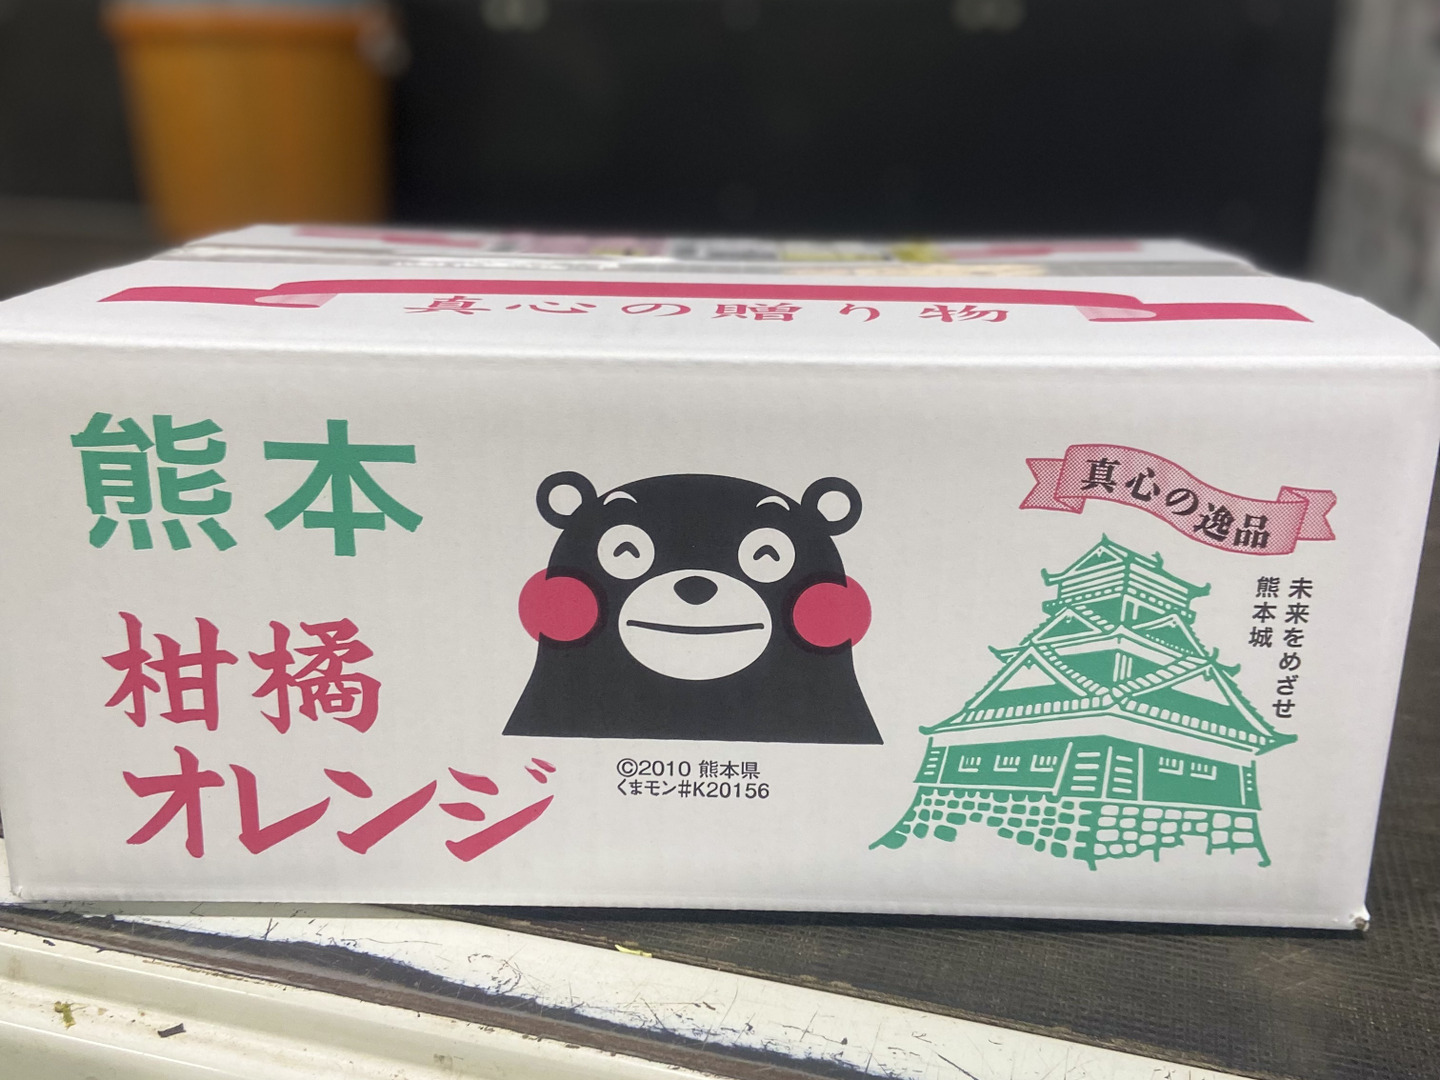 真心の贈り物
熊本
柑橘
オレンジ
©2010 熊本県
くまモン#K20156
真心の逸品
未来をめざせ
熊本城